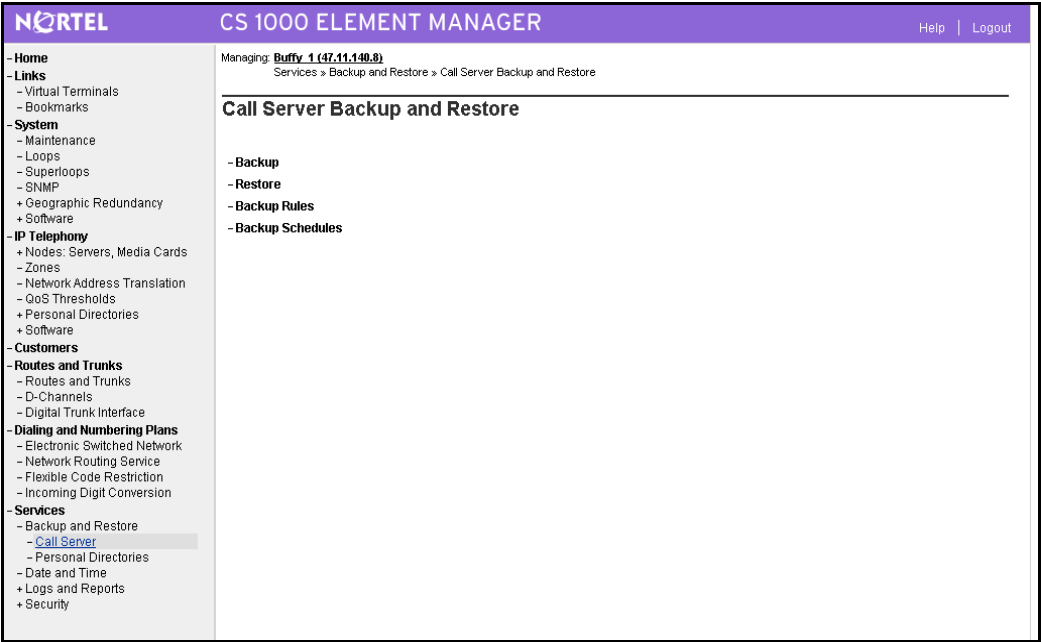 NORTEL
CS 1000 ELEMENT MANAGER
Help | Logout
Managing: Buffy_1 (47.11.140.8)
Services » Backup and Restore » Call Server Backup and Restore
Call Server Backup and Restore
– Backup
– Restore
– Backup Rules
– Backup Schedules
– Home
– Links
– Virtual Terminals
– Bookmarks
– System
– Maintenance
– Loops
– Superloops
– SNMP
+ Geographic Redundancy
+ Software
– IP Telephony
+ Nodes: Servers, Media Cards
– Zones
– Network Address Translation
– QoS Thresholds
+ Personal Directories
+ Software
– Customers
– Routes and Trunks
– Routes and Trunks
– D-Channels
– Digital Trunk Interface
– Dialing and Numbering Plans
– Electronic Switched Network
– Network Routing Service
– Flexible Code Restriction
– Incoming Digit Conversion
– Services
– Backup and Restore
– Call Server
– Personal Directories
– Date and Time
+ Logs and Reports
+ Security